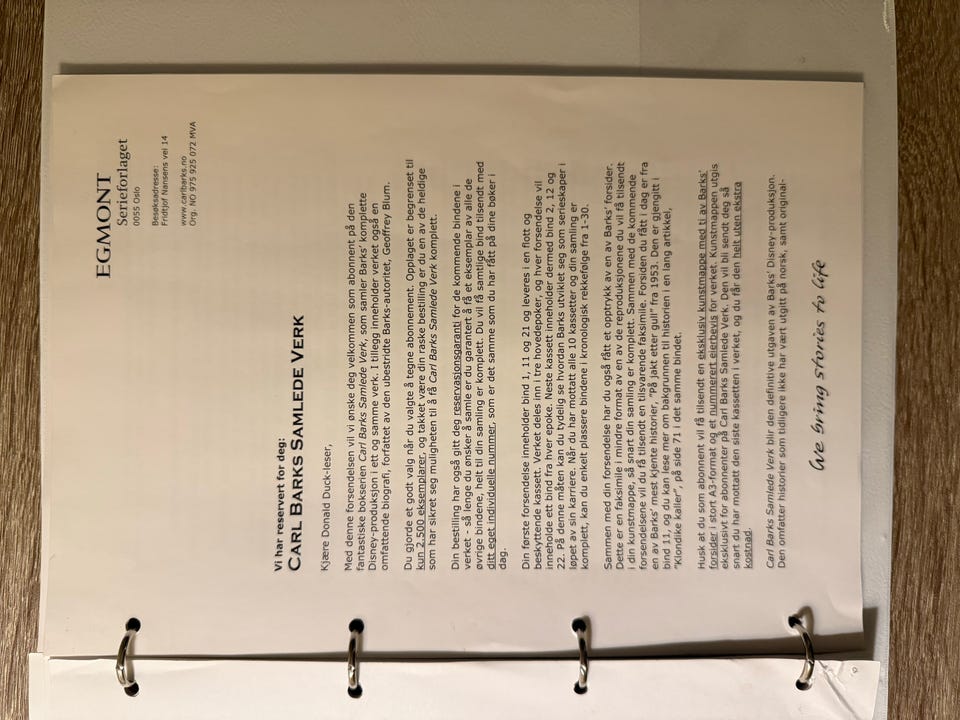 EGMONT
Serieforlaget
0055 Oslo
Besøksadresse:
Fridtjof Nansens vei 14
www.carlbarks.no
Org. NO 975 925 072 MVA
Vi har reservert for deg:
CARL BARKS SAMLEDE VERK
Kjære Donald Duck-leser,
Med denne forsendelsen vil vi ønske deg velkommen som abonnent på den
fantastiske bokserien Carl Barks Samlede Verk, som samler Barks' komplette
Disney-produksjon i ett og samme verk. I tillegg inneholder verket også en
omfattende biografi, forfattet av den ubestridte Barks-autoritet, Geoffrey Blum.
Du gjorde et godt valg når du valgte å tegne abonnement. Opplaget er begrenset til
kun 2.500 eksemplarer, og takket være din raske bestilling er du en av de heldige
som har sikret seg muligheten til å få Carl Barks Samlede Verk komplett.
Din bestilling har også gitt deg reservasjonsgaranti for de kommende bindene i
verket - så lenge du ønsker å samle er du garantert å få et eksemplar av alle de
øvrige bindene, helt til din samling er komplett. Du vil få samtlige bind tilsendt med
ditt eget individuelle nummer, som er det samme som du har fått på dine bøker i
dag.
Din første forsendelse inneholder bind 1, 11 og 21 og leveres i en flott og
beskyttende kassett. Verket deles inn i tre hovedepoker, og hver forsendelse vil
inneholde ett bind fra hver epoke. Neste kassett inneholder dermed bind 2, 12 og
22. På denne måten kan du tydelig se hvordan Barks utviklet seg som serieskaper i
løpet av sin karriere. Når du har mottatt alle 10 kassetter og din samling er
komplett, kan du enkelt plassere bindene i kronologisk rekkefølge fra 1-30.
Sammen med din forsendelse har du også fått et opptrykk av en av Barks' forsider.
Dette er en faksimile i mindre format av en av de reproduksjonene du vil få tilsendt
i din kunstmappe, så snart din samling er komplett. Sammen med de kommende
forsendelsene vil du få tilsendt en tilsvarende faksimile. Forsiden du fått i dag er fra
en av Barks' mest kjente historier, "På jakt etter gull" fra 1953. Den er gjengitt i
bind 11, og du kan lese mer om bakgrunnen til historien i en lang artikkel,
"Klondike kaller", på side 71 i det samme bindet.
Husk at du som abonnent vil få tilsendt en eksklusiv kunstmappe med ti av Barks'
forsider i stort A3-format og et nummerert eierbevis for verket. Kunstmappen utgis
eksklusivt for abonnenter på Carl Barks Samlede Verk. Den vil bli sendt deg så
snart du har mottatt den siste kassetten i verket, og du får den helt uten ekstra
kostnad.
Carl Barks Samlede Verk blir den definitive utgaven av Barks' Disney-produksjon.
Den omfatter historier som tidligere ikke har vært utgitt på norsk, samt original-
We bring stories to life